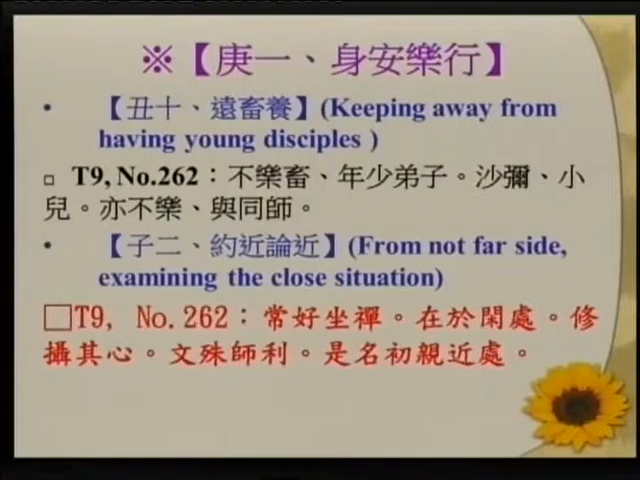 ※【庚一、身安樂行】
• 【丑十、遠畜養】(Keeping away from
having young disciples )
□ T9, No.262：不樂畜、年少弟子。沙彌、小
兒。亦不樂、與同師。
• 【子二、約近論近】(From not far side,
examining the close situation)
□T9, No.262：常好坐禪。在於閑處。修
攝其心。文殊師利。是名初親近處。